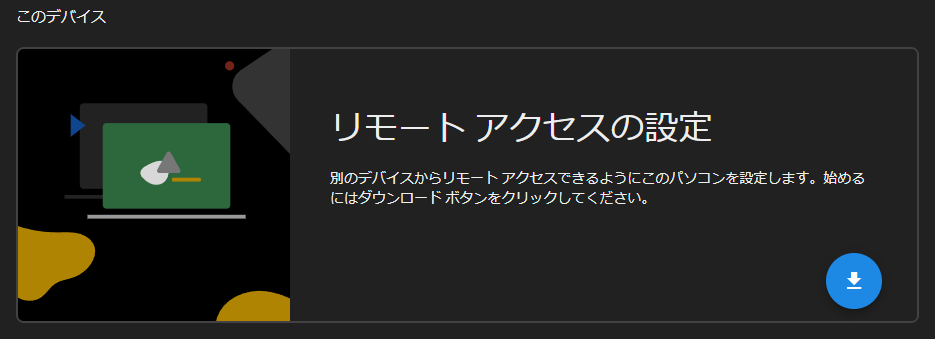 このデバイス
リモート アクセスの設定
別のデバイスからリモート アクセスできるようにこのパソコンを設定します。始める
にはダウンロード ボタンをクリックしてください。